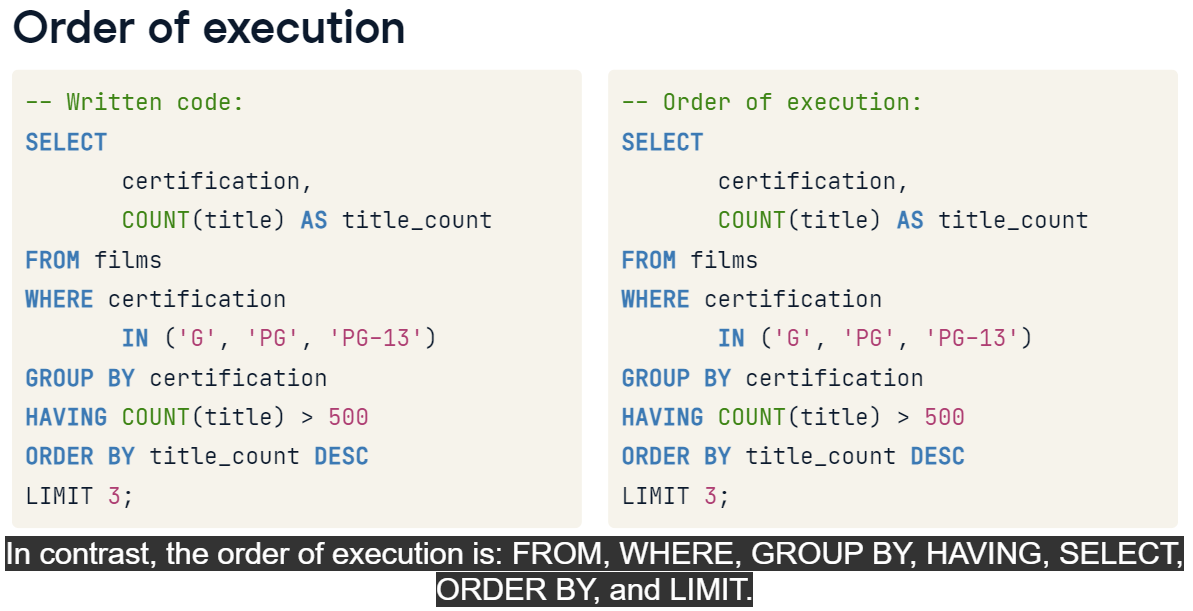 Order of execution
-- Written code:
SELECT
certification,
COUNT(title) AS title_count
FROM films
WHERE certification
IN ('G', 'PG', 'PG-13')
GROUP BY certification
HAVING COUNT(title) > 500
ORDER BY title_count DESC
LIMIT 3;
-- Order of execution:
SELECT
certification,
COUNT(title) AS title_count
FROM films
WHERE certification
IN ('G', 'PG', 'PG-13')
GROUP BY certification
HAVING COUNT(title) > 500
ORDER BY title_count DESC
LIMIT 3;
In contrast, the order of execution is: FROM, WHERE, GROUP BY, HAVING, SELECT,
ORDER BY, and LIMIT.